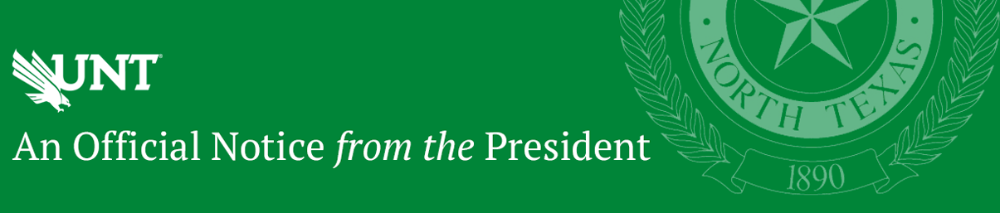 UNT
An Official Notice from the President
NORTH TEXAS
1890